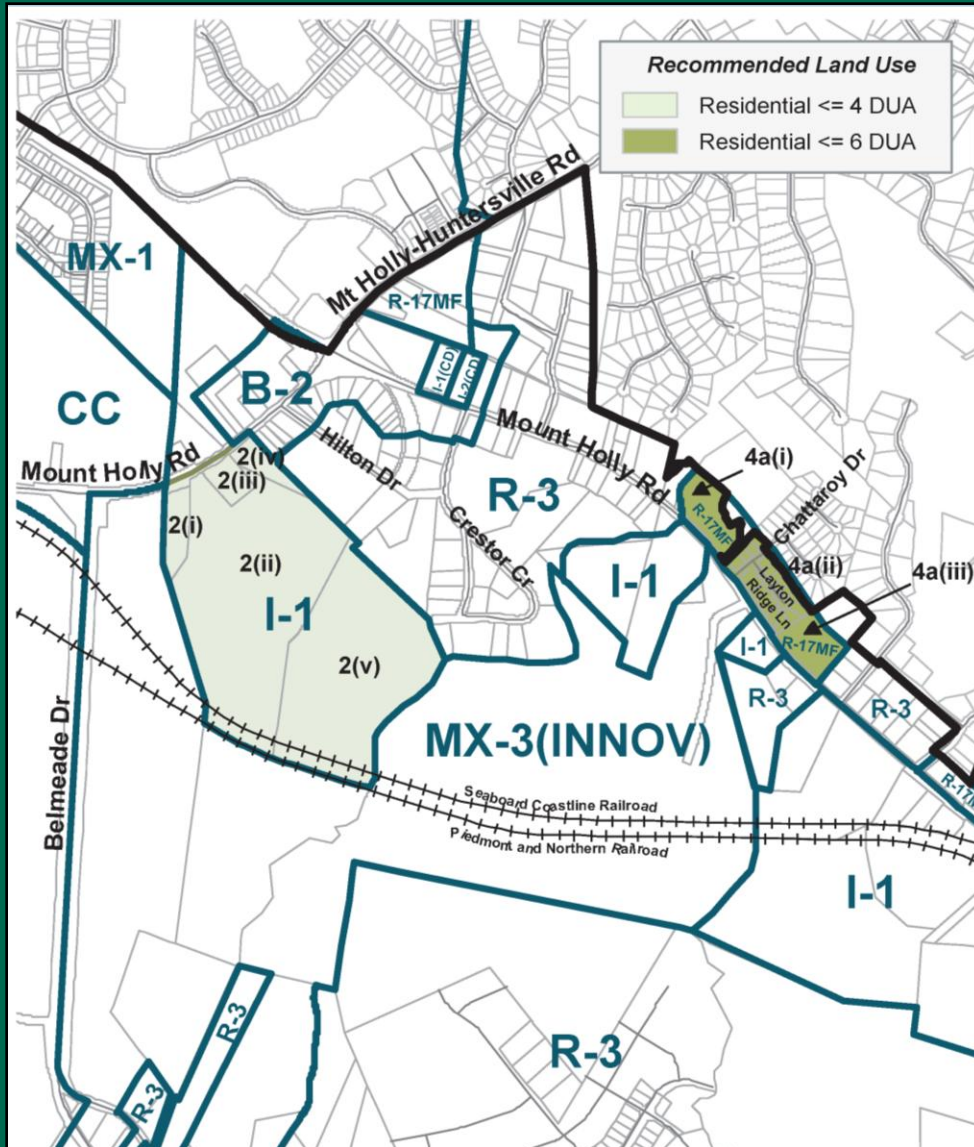 Recommended Land Use
Residential <= 4 DUA
Residential <= 6 DUA
Mt Holly-Huntersville Rd
MX-1
R-17MF
I-1(CD)
I-2(CD)
B-2
CC
Mount Holly Rd
Mount Holly Rd
2(iv)
2(iii)
Hilton Dr
4a(i)
R-3
Chattaroy Dr
2(i)
R-17MF
Crestor Cr
2(ii)
4a(ii)
4a(iii)
I-1
I-1
Layton
Ridge Ln
R-17MF
I-1
2(v)
R-3
R-3
MX-3(INNOV)
Belmeade Dr
Seaboard Coastline Railroad
Piedmont and Northern Railroad
I-1
R-3
R-3
R-3